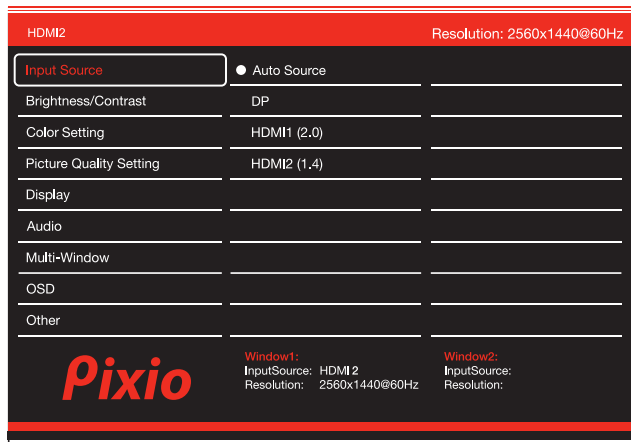 HDMI2 Resolution: 2560x1440@60Hz
Input Source Auto Source
Brightness/Contrast DP
Color Setting HDMI1 (2.0)
Picture Quality Setting HDMI2 (1.4)
Display
Audio
Multi-Window
OSD
Other
Pixio
Window1:
InputSource: HDMI 2
Resolution: 2560x1440@60Hz
Window2:
InputSource:
Resolution: